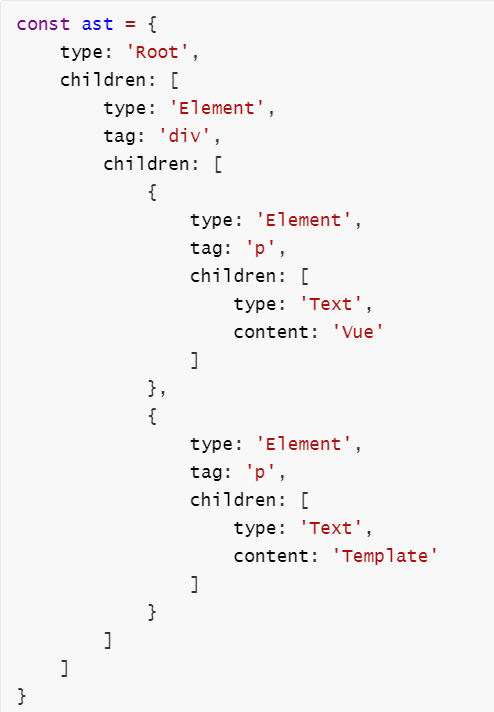 const ast = {
    type: 'Root',
    children: [
        type: 'Element',
        tag: 'div',
        children: [
            {
                type: 'Element',
                tag: 'p',
                children: [
                    type: 'Text',
                    content: 'Vue'
                ]
            },
            {
                type: 'Element',
                tag: 'p',
                children: [
                    type: 'Text',
                    content: 'Template'
                ]
            }
        ]
    ]
}